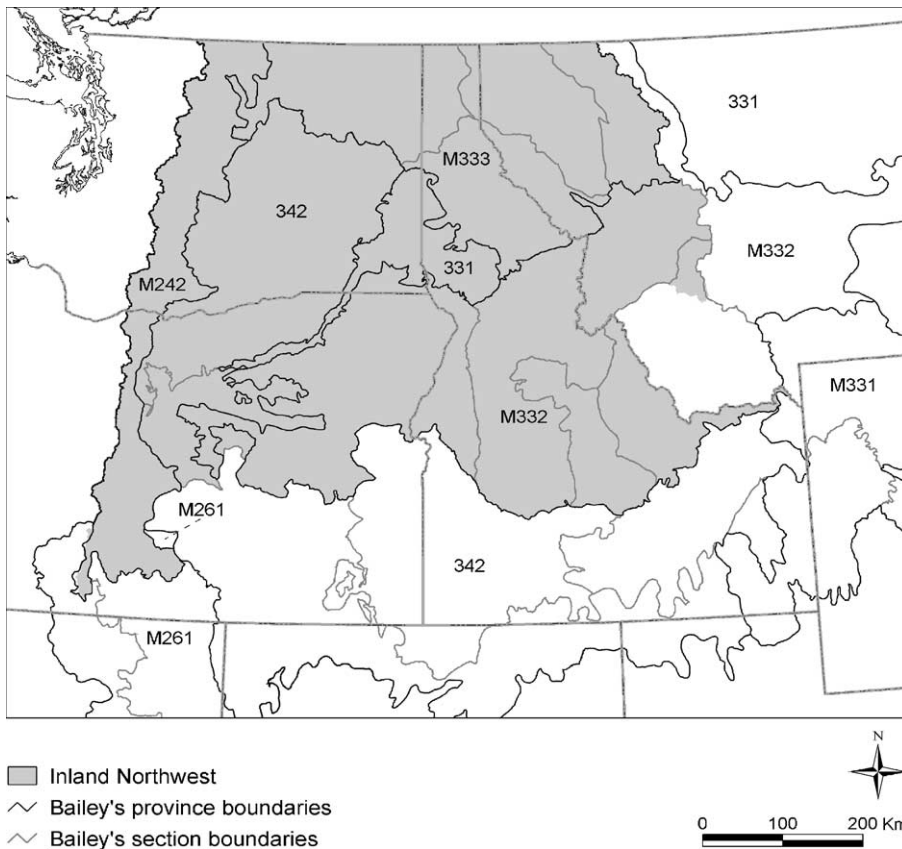 331
M333
342
331
M332
M242
M331
M332
M261
342
M261
N
Inland Northwest
Bailey's province boundaries
Bailey's section boundaries
0 100 200 Km